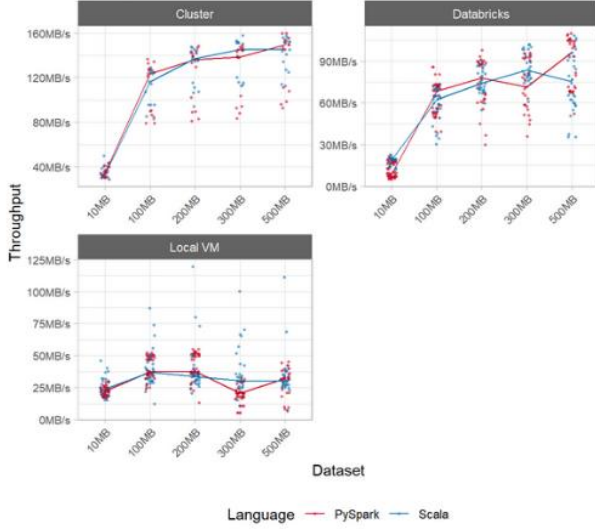 Cluster
Databricks
160MB/s
120MB/s
80MB/s
40MB/s
90MB/s
60MB/s
30MB/s
0MB/s
10MB
100MB
200MB
300MB
500MB
10MB
100MB
200MB
300MB
500MB
Throughput
Local VM
125MB/s
100MB/s
75MB/s
50MB/s
25MB/s
0MB/s
10MB
100MB
200MB
300MB
500MB
Dataset
Language PySpark Scala